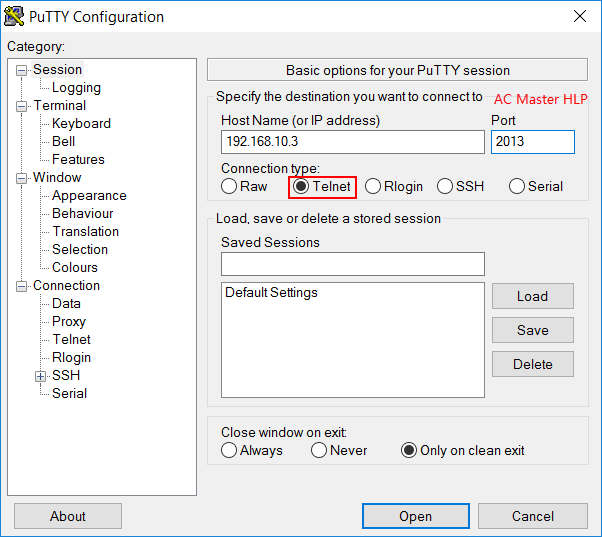 PuTTY Configuration
Category:
Session
Logging
Terminal
Keyboard
Bell
Features
Window
Appearance
Behaviour
Translation
Selection
Colours
Connection
Data
Proxy
Telnet
Rlogin
SSH
Serial
Basic options for your PuTTY session
Specify the destination you want to connect to AC Master HLP
Host Name (or IP address) Port
192.168.10.3 2013
Connection type:
Raw Telnet Rlogin SSH Serial
Load, save or delete a stored session
Saved Sessions
Default Settings
Load
Save
Delete
Close window on exit:
Always Never Only on clean exit
About Open Cancel